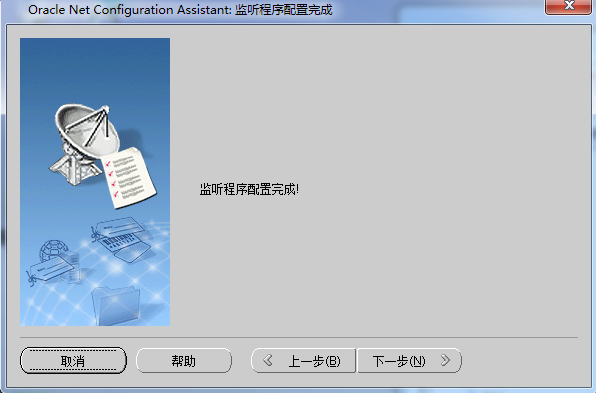 Oracle Net Configuration Assistant: 监听程序配置完成
监听程序配置完成!
取消
帮助
上一步(B)
下一步(N)